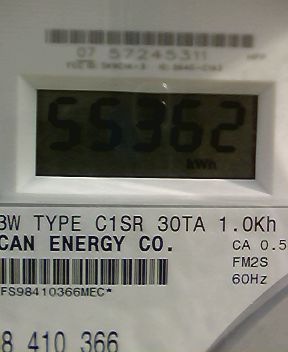 07 57245311
55362
kWh
3W TYPE C1SR 30TA 1.0Kh
CAN ENERGY CO.
CA 0.5
FM2S
60Hz
FS98410366MEC*
8 410 366